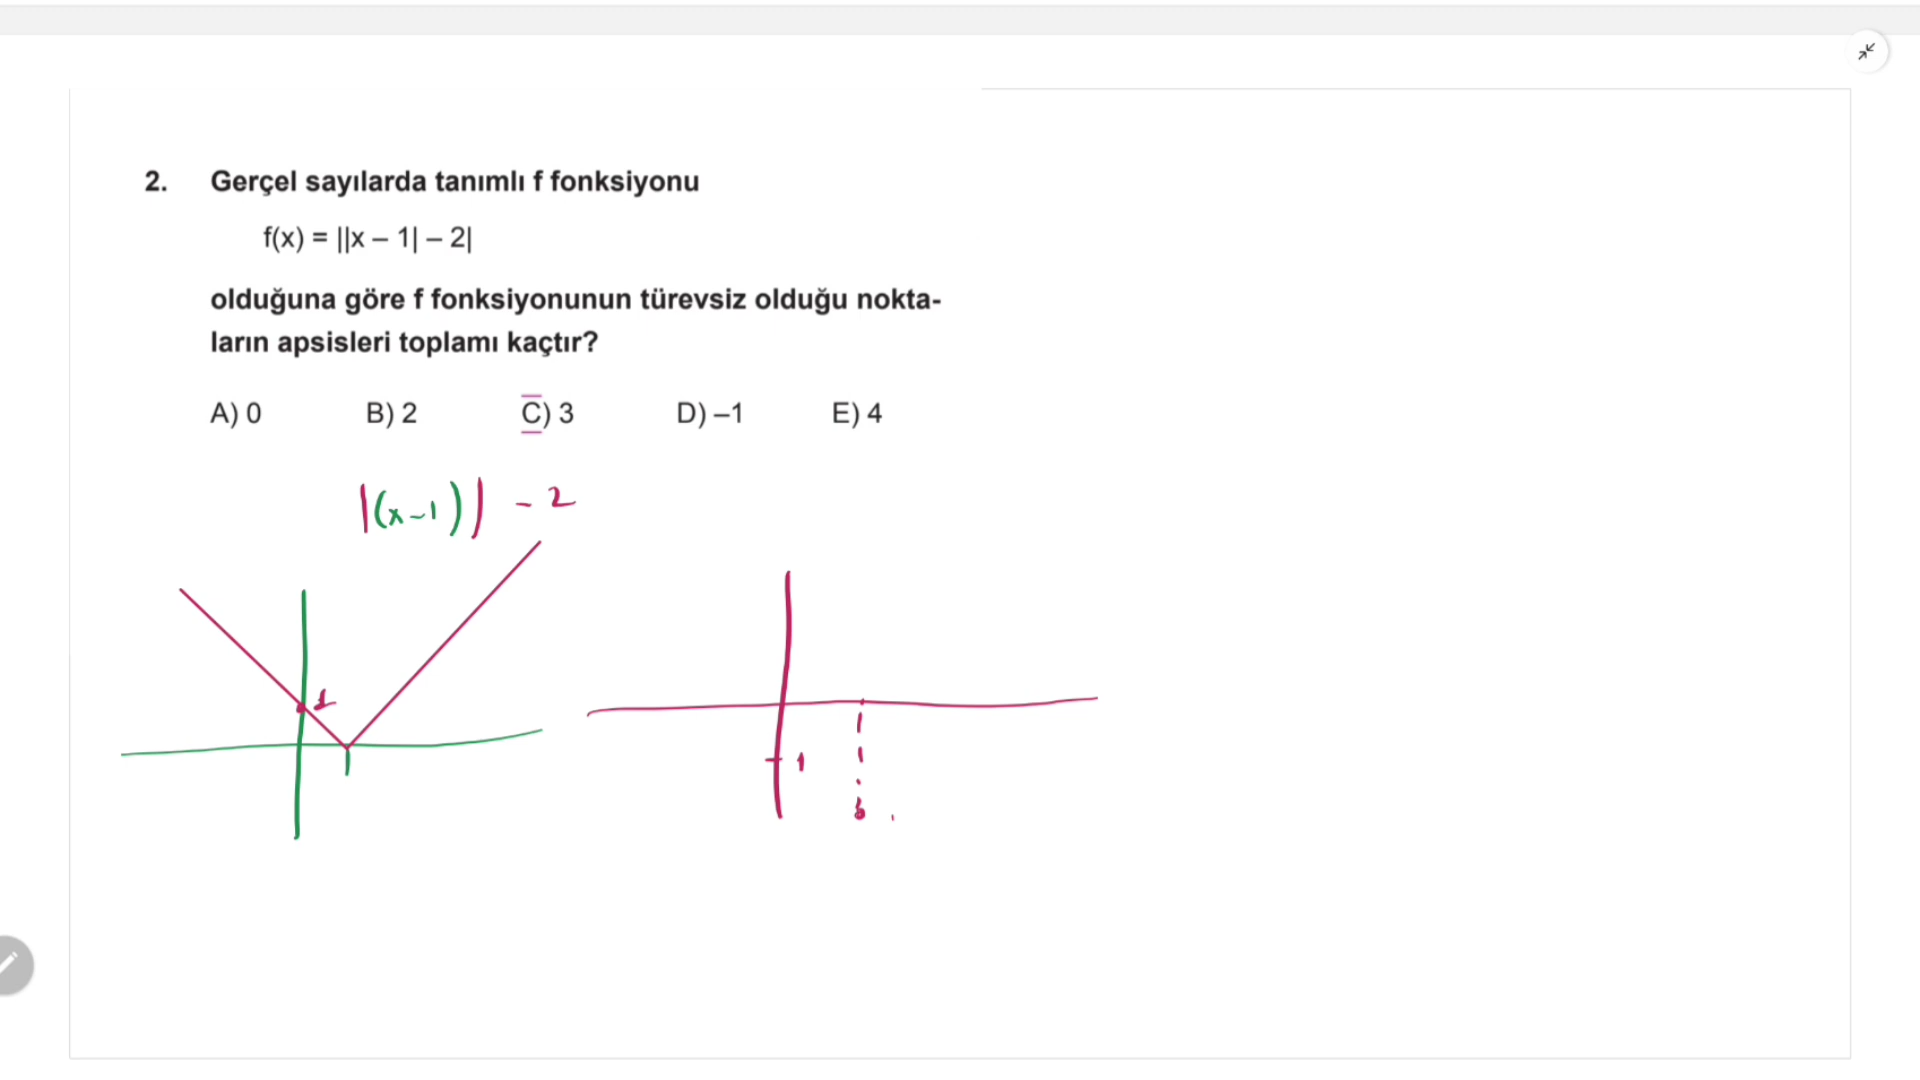 2. Gerçel sayılarda tanımlı f fonksiyonu
f(x) = ||x – 1| – 2|
olduğuna göre f fonksiyonunun türevsiz olduğu nokta-
ların apsisleri toplamı kaçtır?
A) 0 B) 2 C) 3 D) –1 E) 4
|(x-1)| - 2
1
1